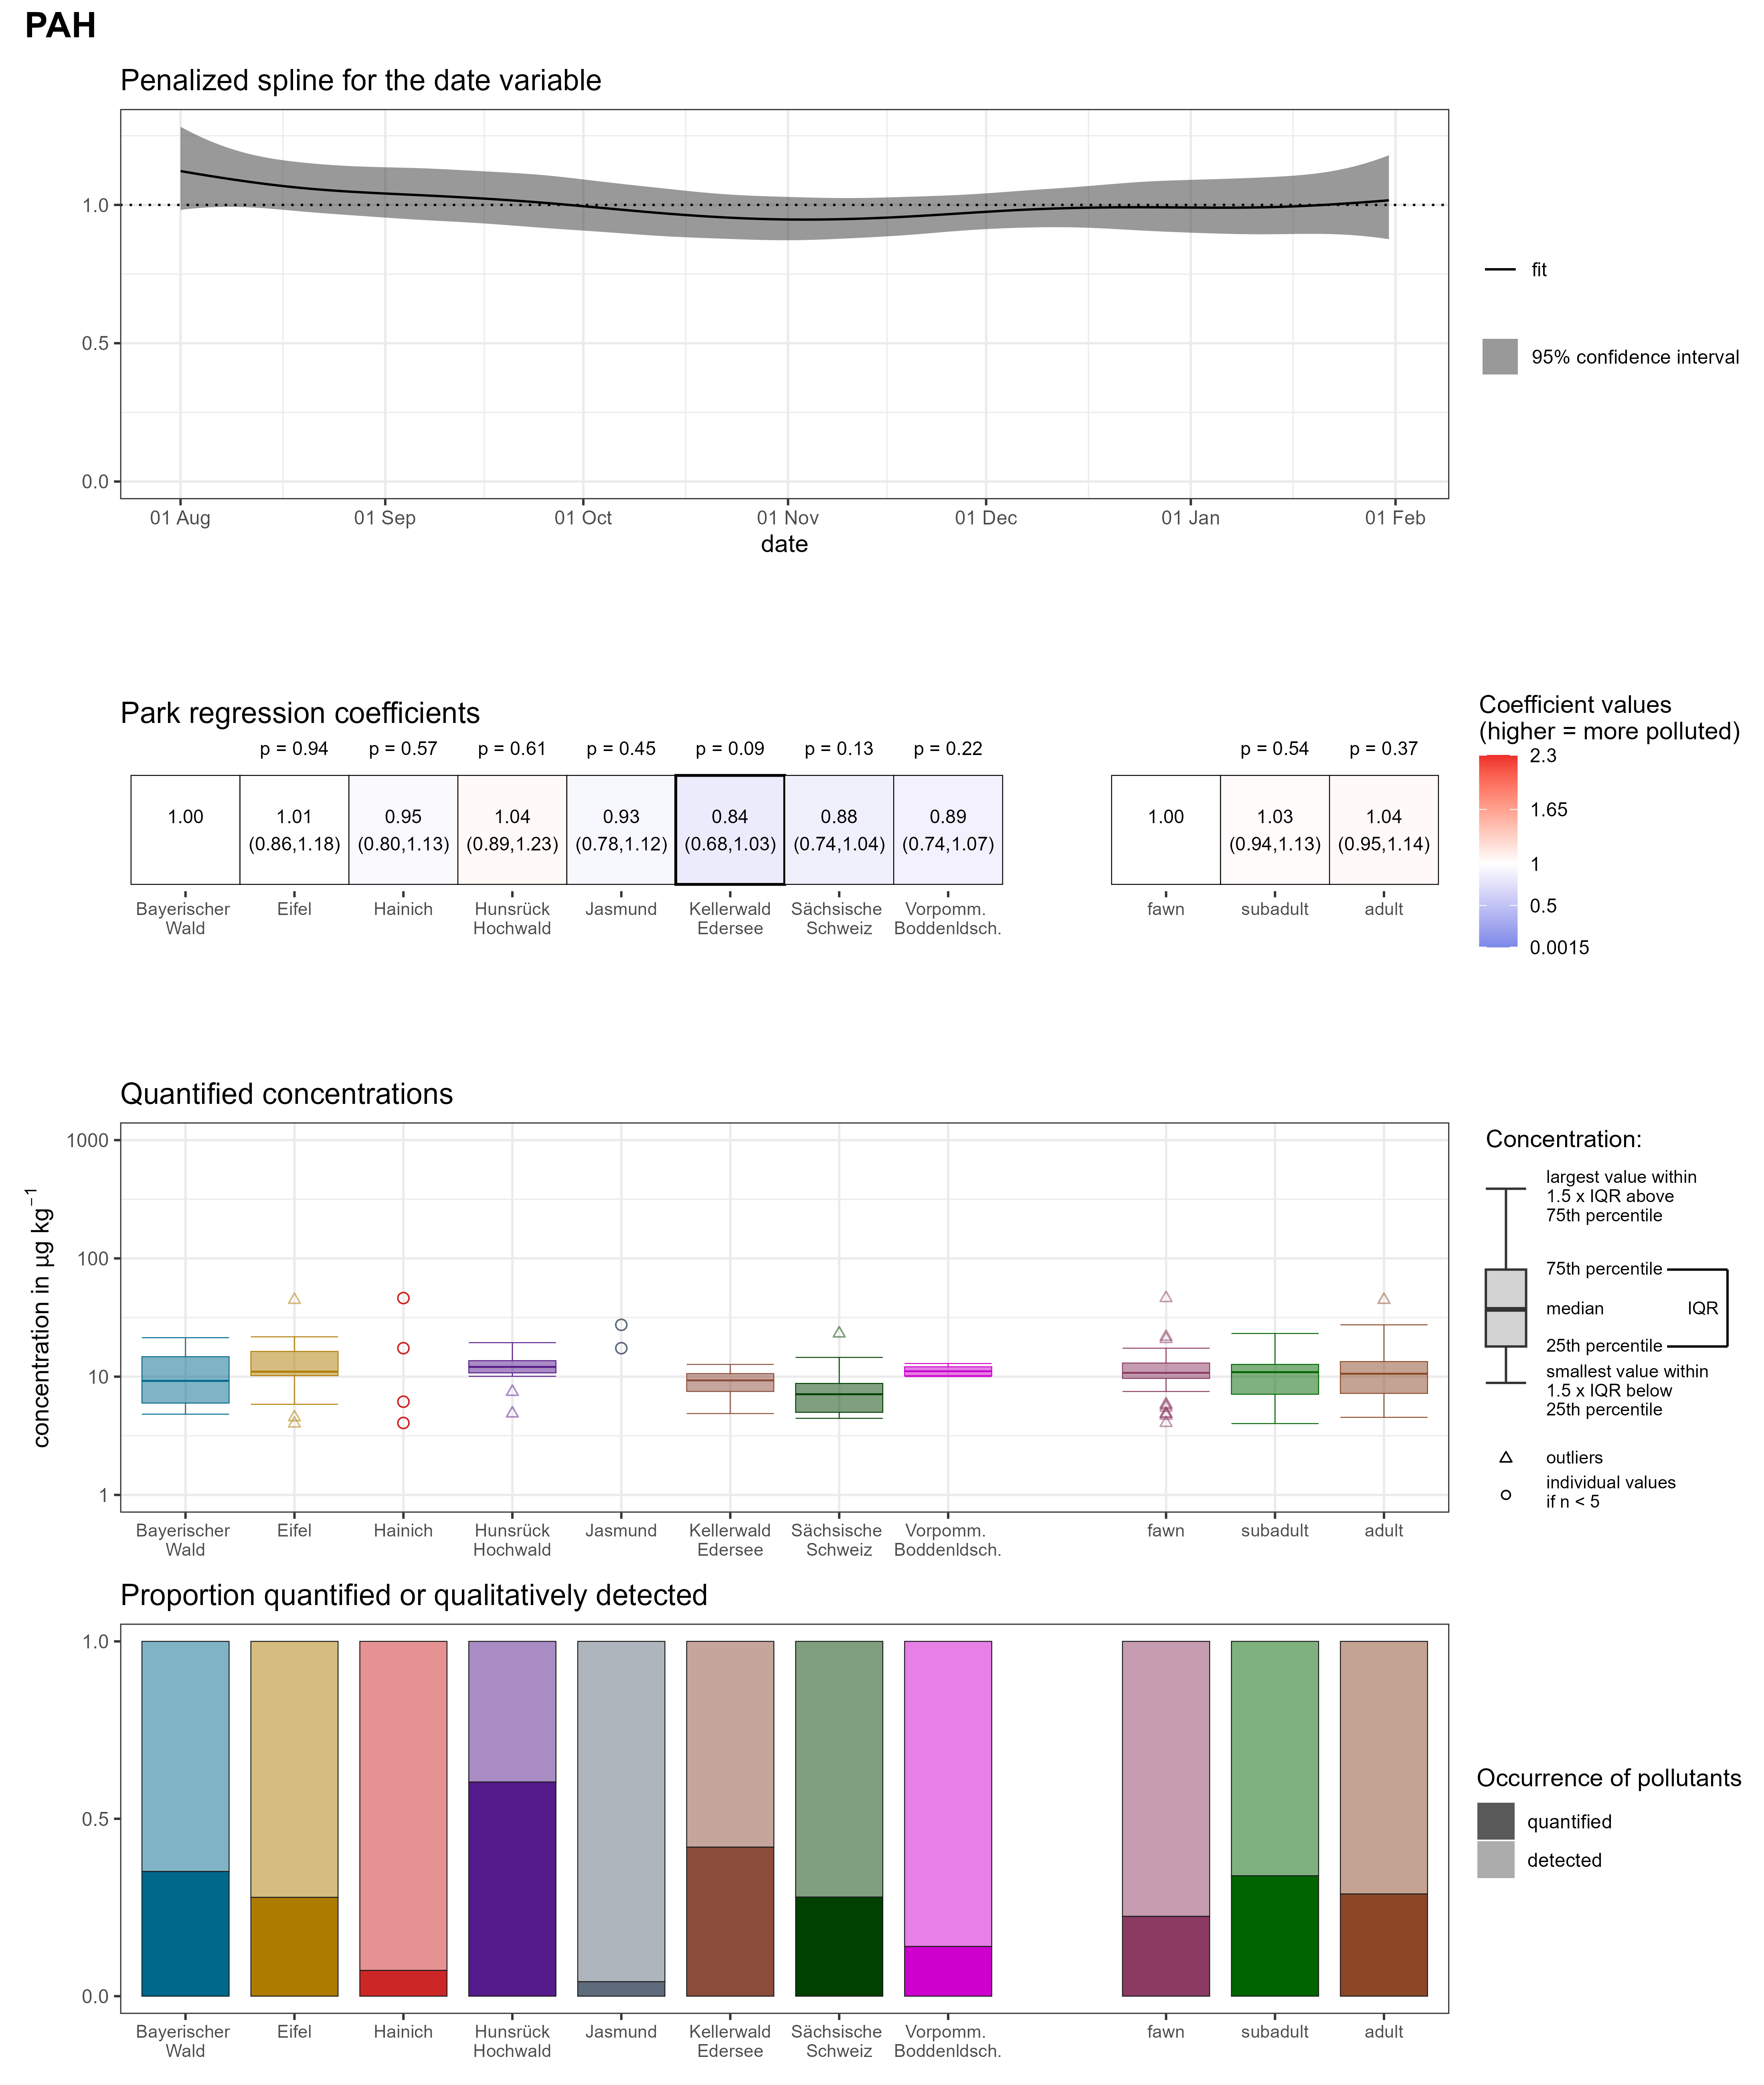 PAH
Penalized spline for the date variable
1.0
0.5
0.0
01 Aug 01 Sep 01 Oct 01 Nov 01 Dec 01 Jan 01 Feb
date
fit
95% confidence interval
Park regression coefficients
p = 0.94 p = 0.57 p = 0.61 p = 0.45 p = 0.09 p = 0.13 p = 0.22 p = 0.54 p = 0.37
1.00 1.01 0.95 1.04 0.93 0.84 0.88 0.89 1.00 1.03 1.04
(0.86,1.18) (0.80,1.13) (0.89,1.23) (0.78,1.12) (0.68,1.03) (0.74,1.04) (0.74,1.07) (0.94,1.13) (0.95,1.14)
Bayerischer Eifel Hainich Hunsrück Jasmund Kellerwald Sächsische Vorpomm. fawn subadult adult
Wald Hochwald Edersee Schweiz Boddenldsch.
Coefficient values
(higher = more polluted)
2.3
1.65
1
0.5
0.0015
Quantified concentrations
concentration in µg kg⁻¹
1000
100
10
1
Bayerischer Eifel Hainich Hunsrück Jasmund Kellerwald Sächsische Vorpomm. fawn subadult adult
Wald Hochwald Edersee Schweiz Boddenldsch.
Concentration:
largest value within
1.5 x IQR above
75th percentile
75th percentile
median IQR
25th percentile
smallest value within
1.5 x IQR below
25th percentile
outliers
individual values
if n < 5
Proportion quantified or qualitatively detected
1.0
0.5
0.0
Bayerischer Eifel Hainich Hunsrück Jasmund Kellerwald Sächsische Vorpomm. fawn subadult adult
Wald Hochwald Edersee Schweiz Boddenldsch.
Occurrence of pollutants
quantified
detected